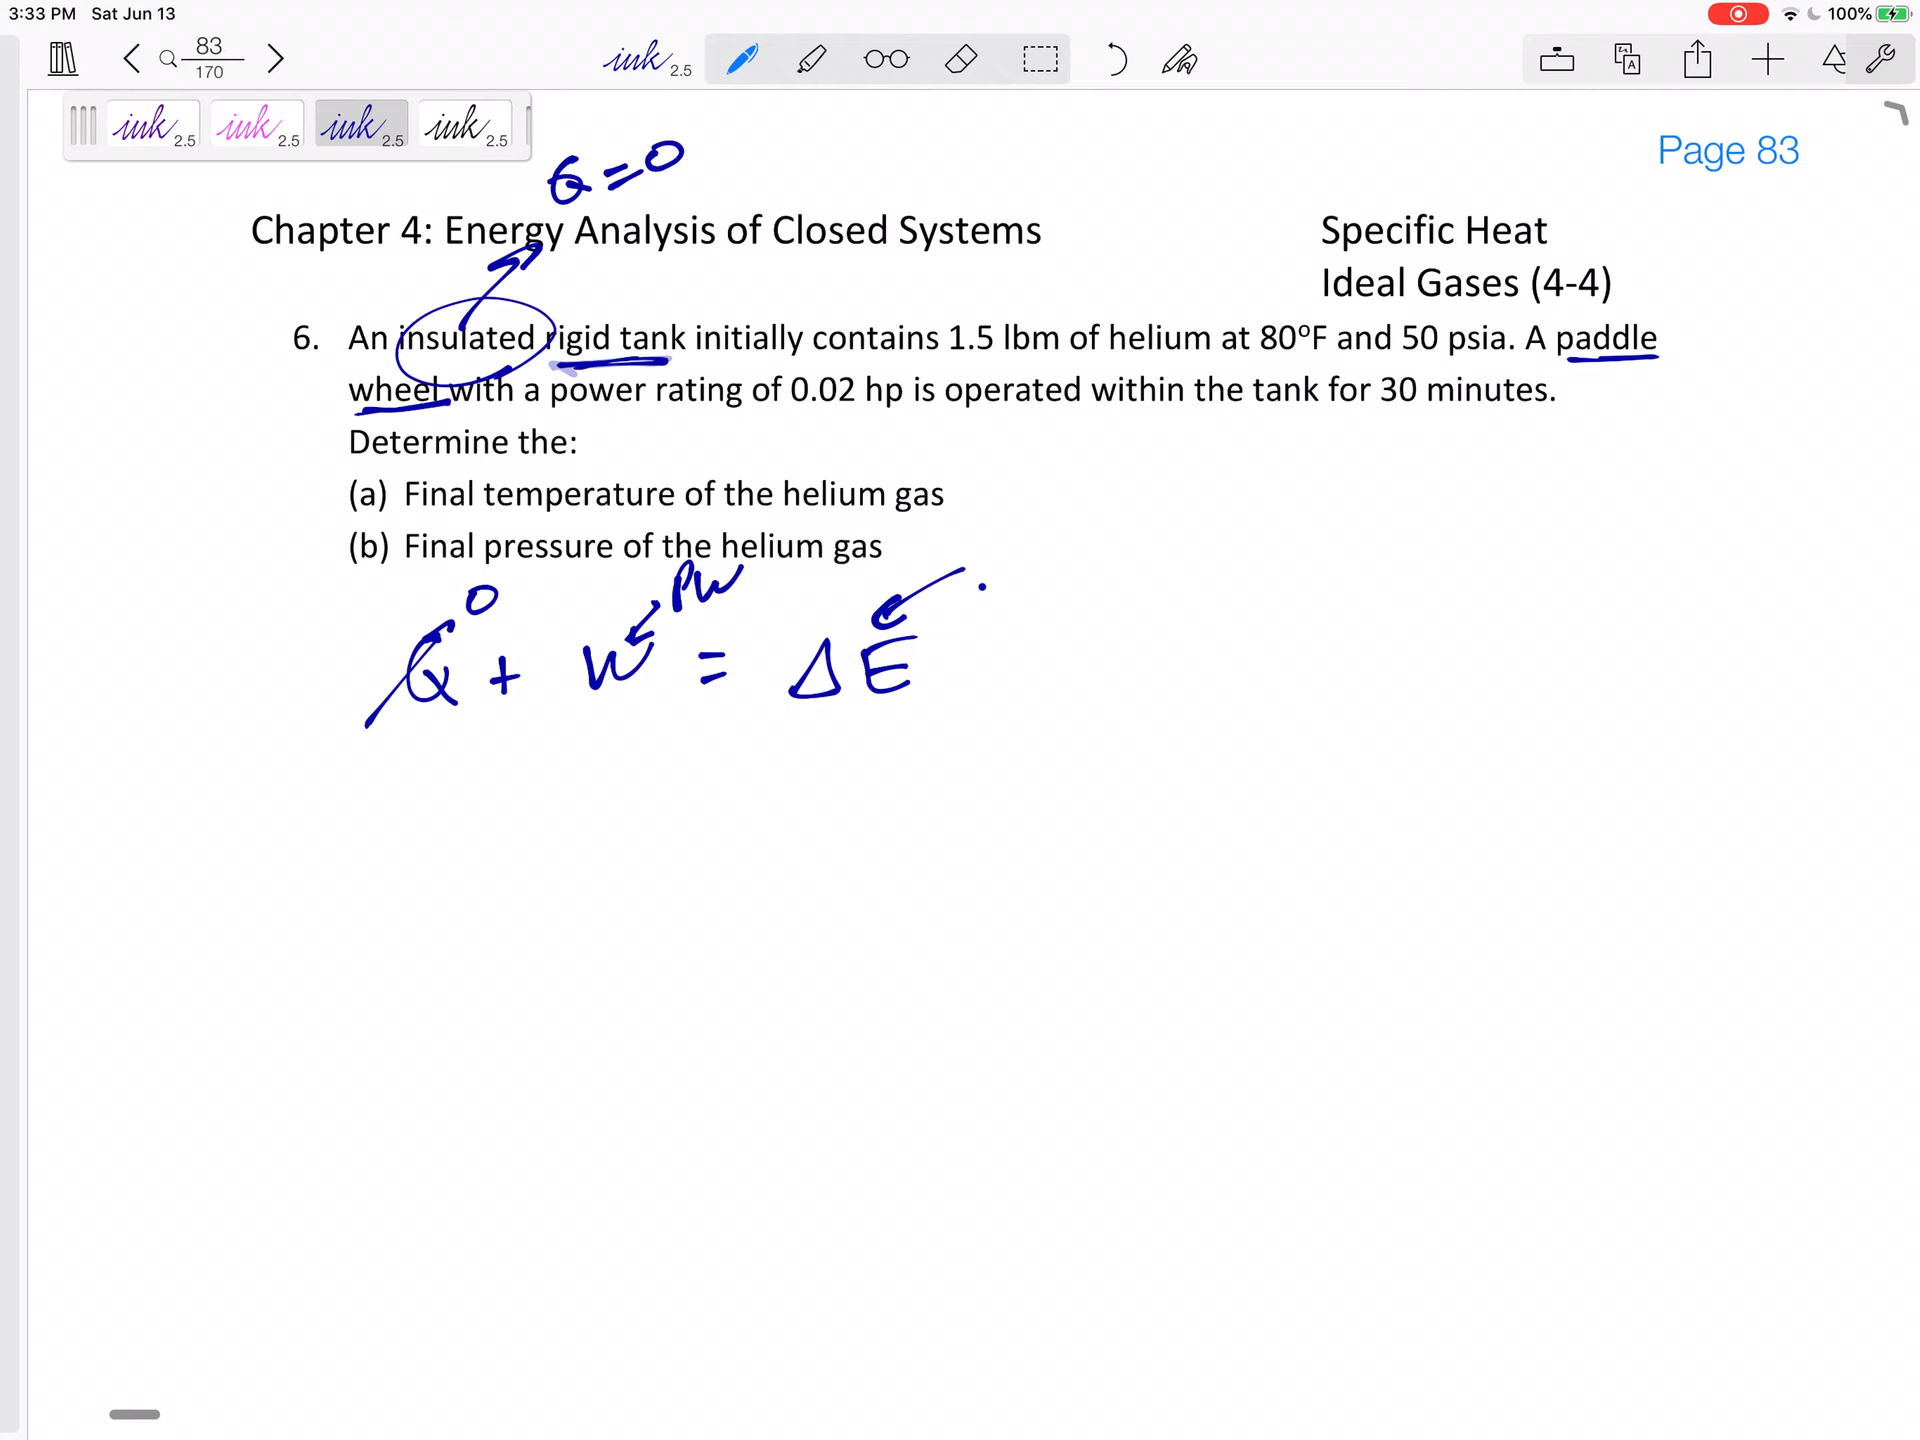 3:33 PM Sat Jun 13
100%
83
170
ink 2.5
ink 2.5 ink 2.5 ink 2.5 ink 2.5
Page 83
Q = 0
Chapter 4: Energy Analysis of Closed Systems
Specific Heat
Ideal Gases (4-4)
6. An insulated rigid tank initially contains 1.5 lbm of helium at 80°F and 50 psia. A paddle
wheel with a power rating of 0.02 hp is operated within the tank for 30 minutes.
Determine the:
(a) Final temperature of the helium gas
(b) Final pressure of the helium gas
0 PW
Q + W = Δ E